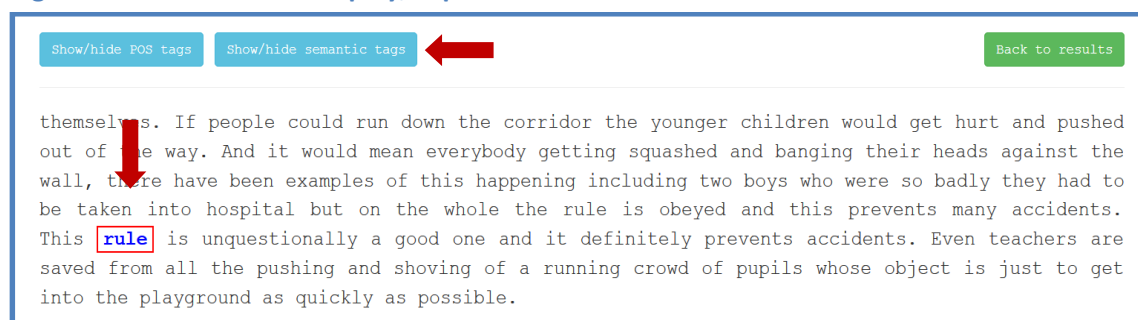 Show/hide POS tags Show/hide semantic tags Back to results
themselves. If people could run down the corridor the younger children would get hurt and pushed
out of the way. And it would mean everybody getting squashed and banging their heads against the
wall, there have been examples of this happening including two boys who were so badly they had to
be taken into hospital but on the whole the rule is obeyed and this prevents many accidents.
This rule is unquestionally a good one and it definitely prevents accidents. Even teachers are
saved from all the pushing and shoving of a running crowd of pupils whose object is just to get
into the playground as quickly as possible.